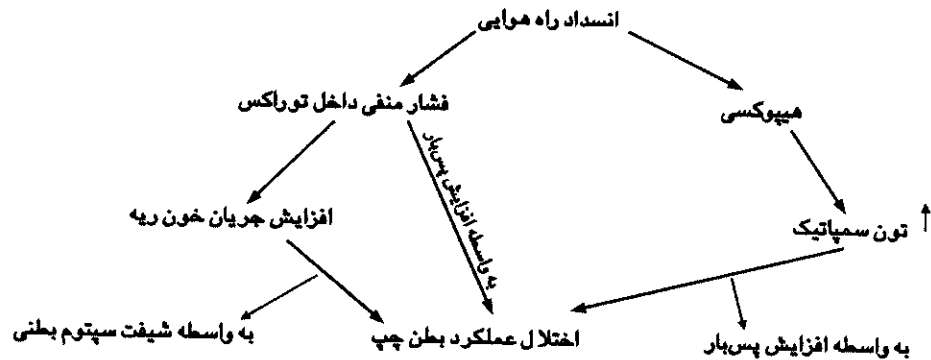 انسداد راه هوایی
فشار منفی داخل توراکس
هیپوکسی
به واسطه افزایش پس‌بار
افزایش جریان خون ریه
↑ تون سمپاتیک
به واسطه شیفت سپتوم بطنی
اختلال عملکرد بطن چپ
به واسطه افزایش پس‌بار